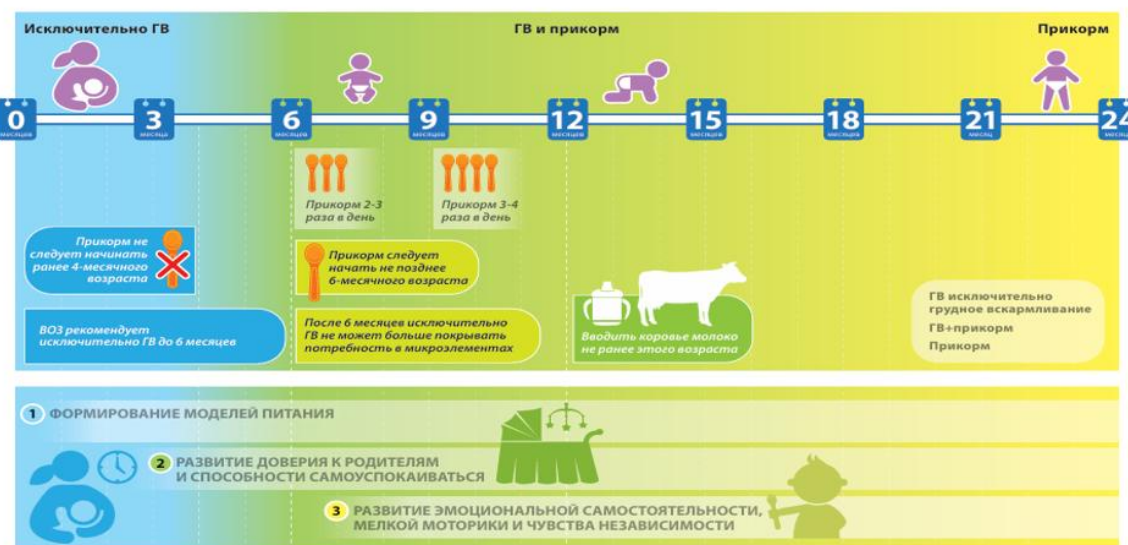 Исключительно ГВ
ГВ и прикорм
Прикорм
0
месяцев
3
месяца
6
месяцев
9
месяцев
12
месяцев
15
месяцев
18
месяцев
21
месяц
24
месяца
Прикорм 2-3
раза в день
Прикорм 3-4
раза в день
Прикорм не
следует начинать
ранее 4-месячного
возраста
Прикорм следует
начать не позднее
6-месячного возраста
ВОЗ рекомендует
исключительно ГВ до 6 месяцев
После 6 месяцев исключительно
ГВ не может больше покрывать
потребность в микроэлементах
Вводить коровье молоко
не ранее этого возраста
ГВ исключительно
грудное вскармливание
ГВ+прикорм
Прикорм
1 ФОРМИРОВАНИЕ МОДЕЛЕЙ ПИТАНИЯ
2 РАЗВИТИЕ ДОВЕРИЯ К РОДИТЕЛЯМ
И СПОСОБНОСТИ САМОУСПОКАИВАТЬСЯ
3 РАЗВИТИЕ ЭМОЦИОНАЛЬНОЙ САМОСТОЯТЕЛЬНОСТИ,
МЕЛКОЙ МОТОРИКИ И ЧУВСТВА НЕЗАВИСИМОСТИ